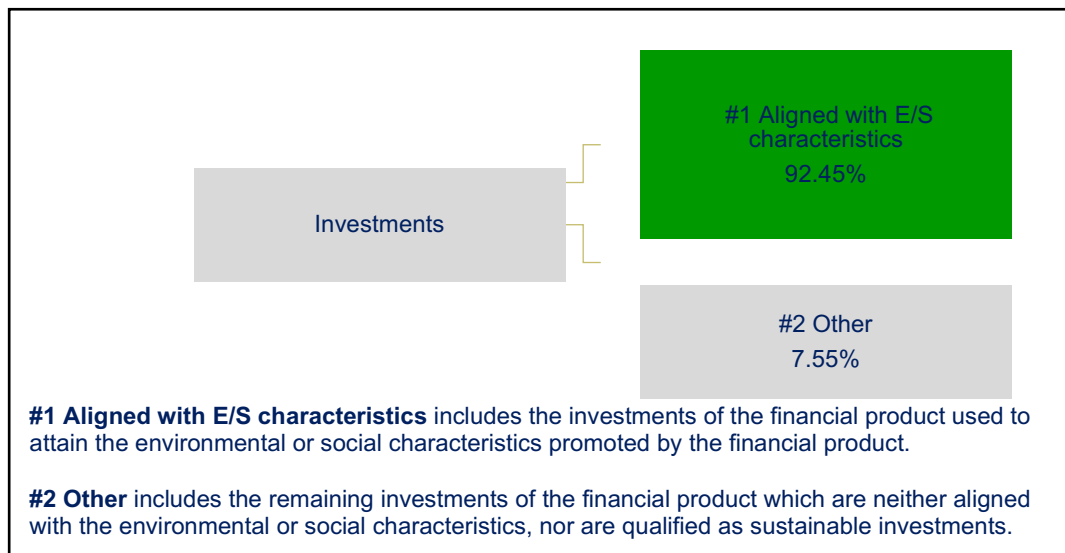 #1 Aligned with E/S
characteristics
92.45%
Investments
#2 Other
7.55%
#1 Aligned with E/S characteristics includes the investments of the financial product used to
attain the environmental or social characteristics promoted by the financial product.
#2 Other includes the remaining investments of the financial product which are neither aligned
with the environmental or social characteristics, nor are qualified as sustainable investments.